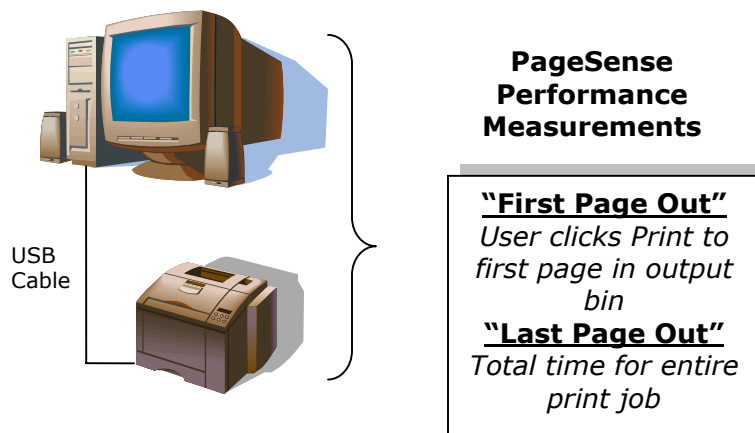 PageSense
Performance
Measurements
“First Page Out”
User clicks Print to
first page in output
bin
“Last Page Out”
Total time for entire
print job
USB
Cable